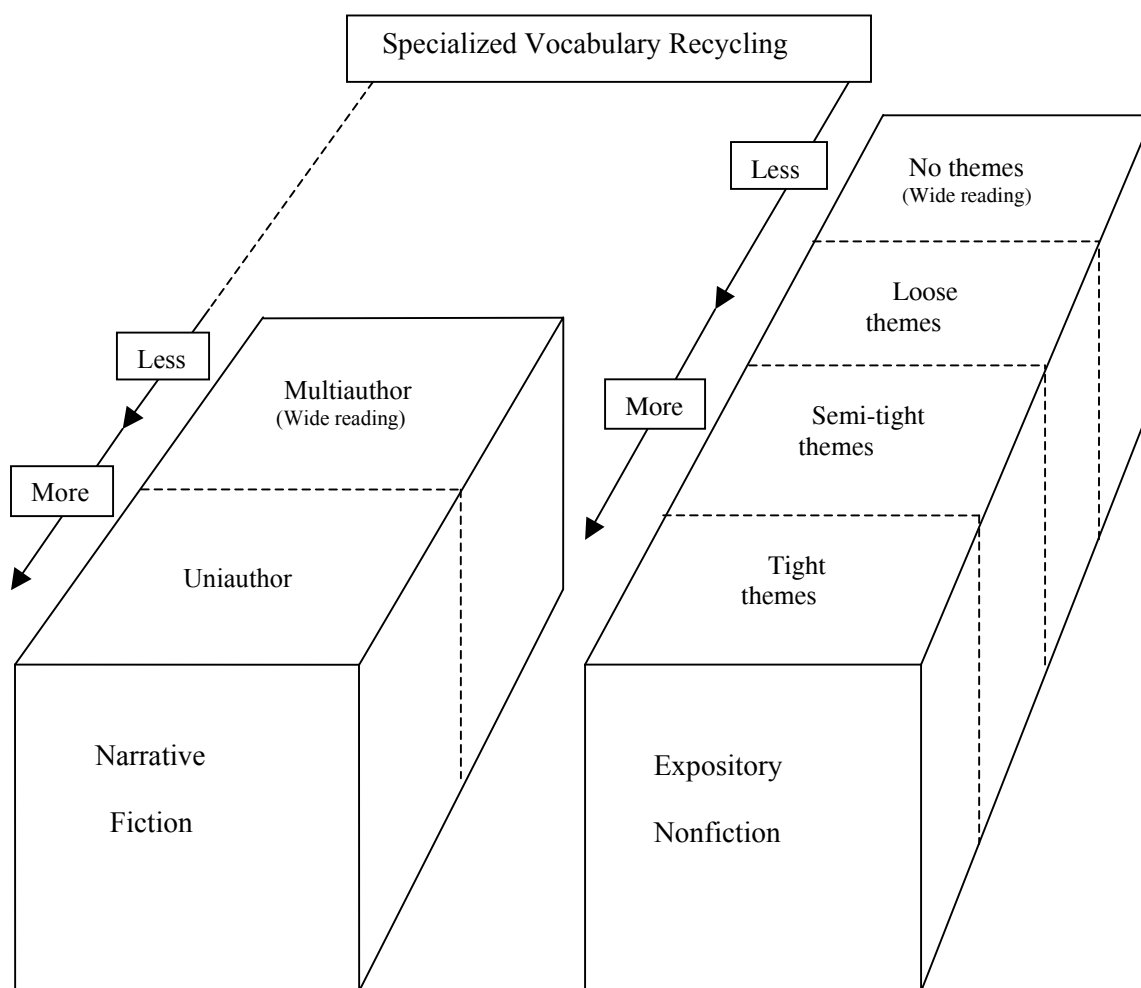 Specialized Vocabulary Recycling
Less
No themes
(Wide reading)
Loose
themes
Less
More
Multiauthor
(Wide reading)
Semi-tight
themes
More
Uniauthor
Tight
themes
Narrative
Fiction
Expository
Nonfiction